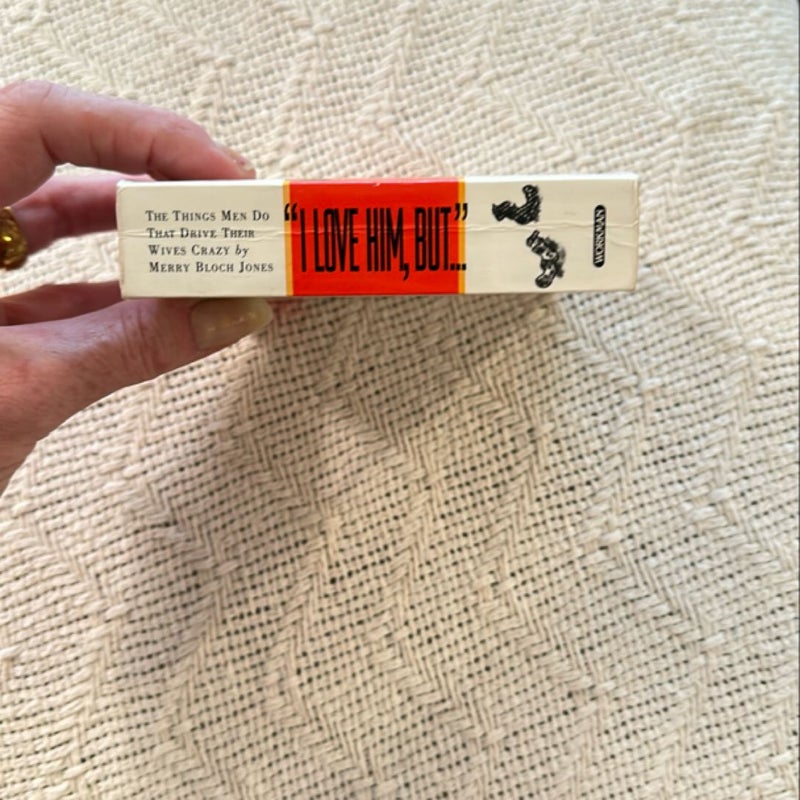 THE THINGS MEN DO
THAT DRIVE THEIR
WIVES CRAZY by
MERRY BLOCH JONES
“I LOVE HIM, BUT...”
WORKMAN